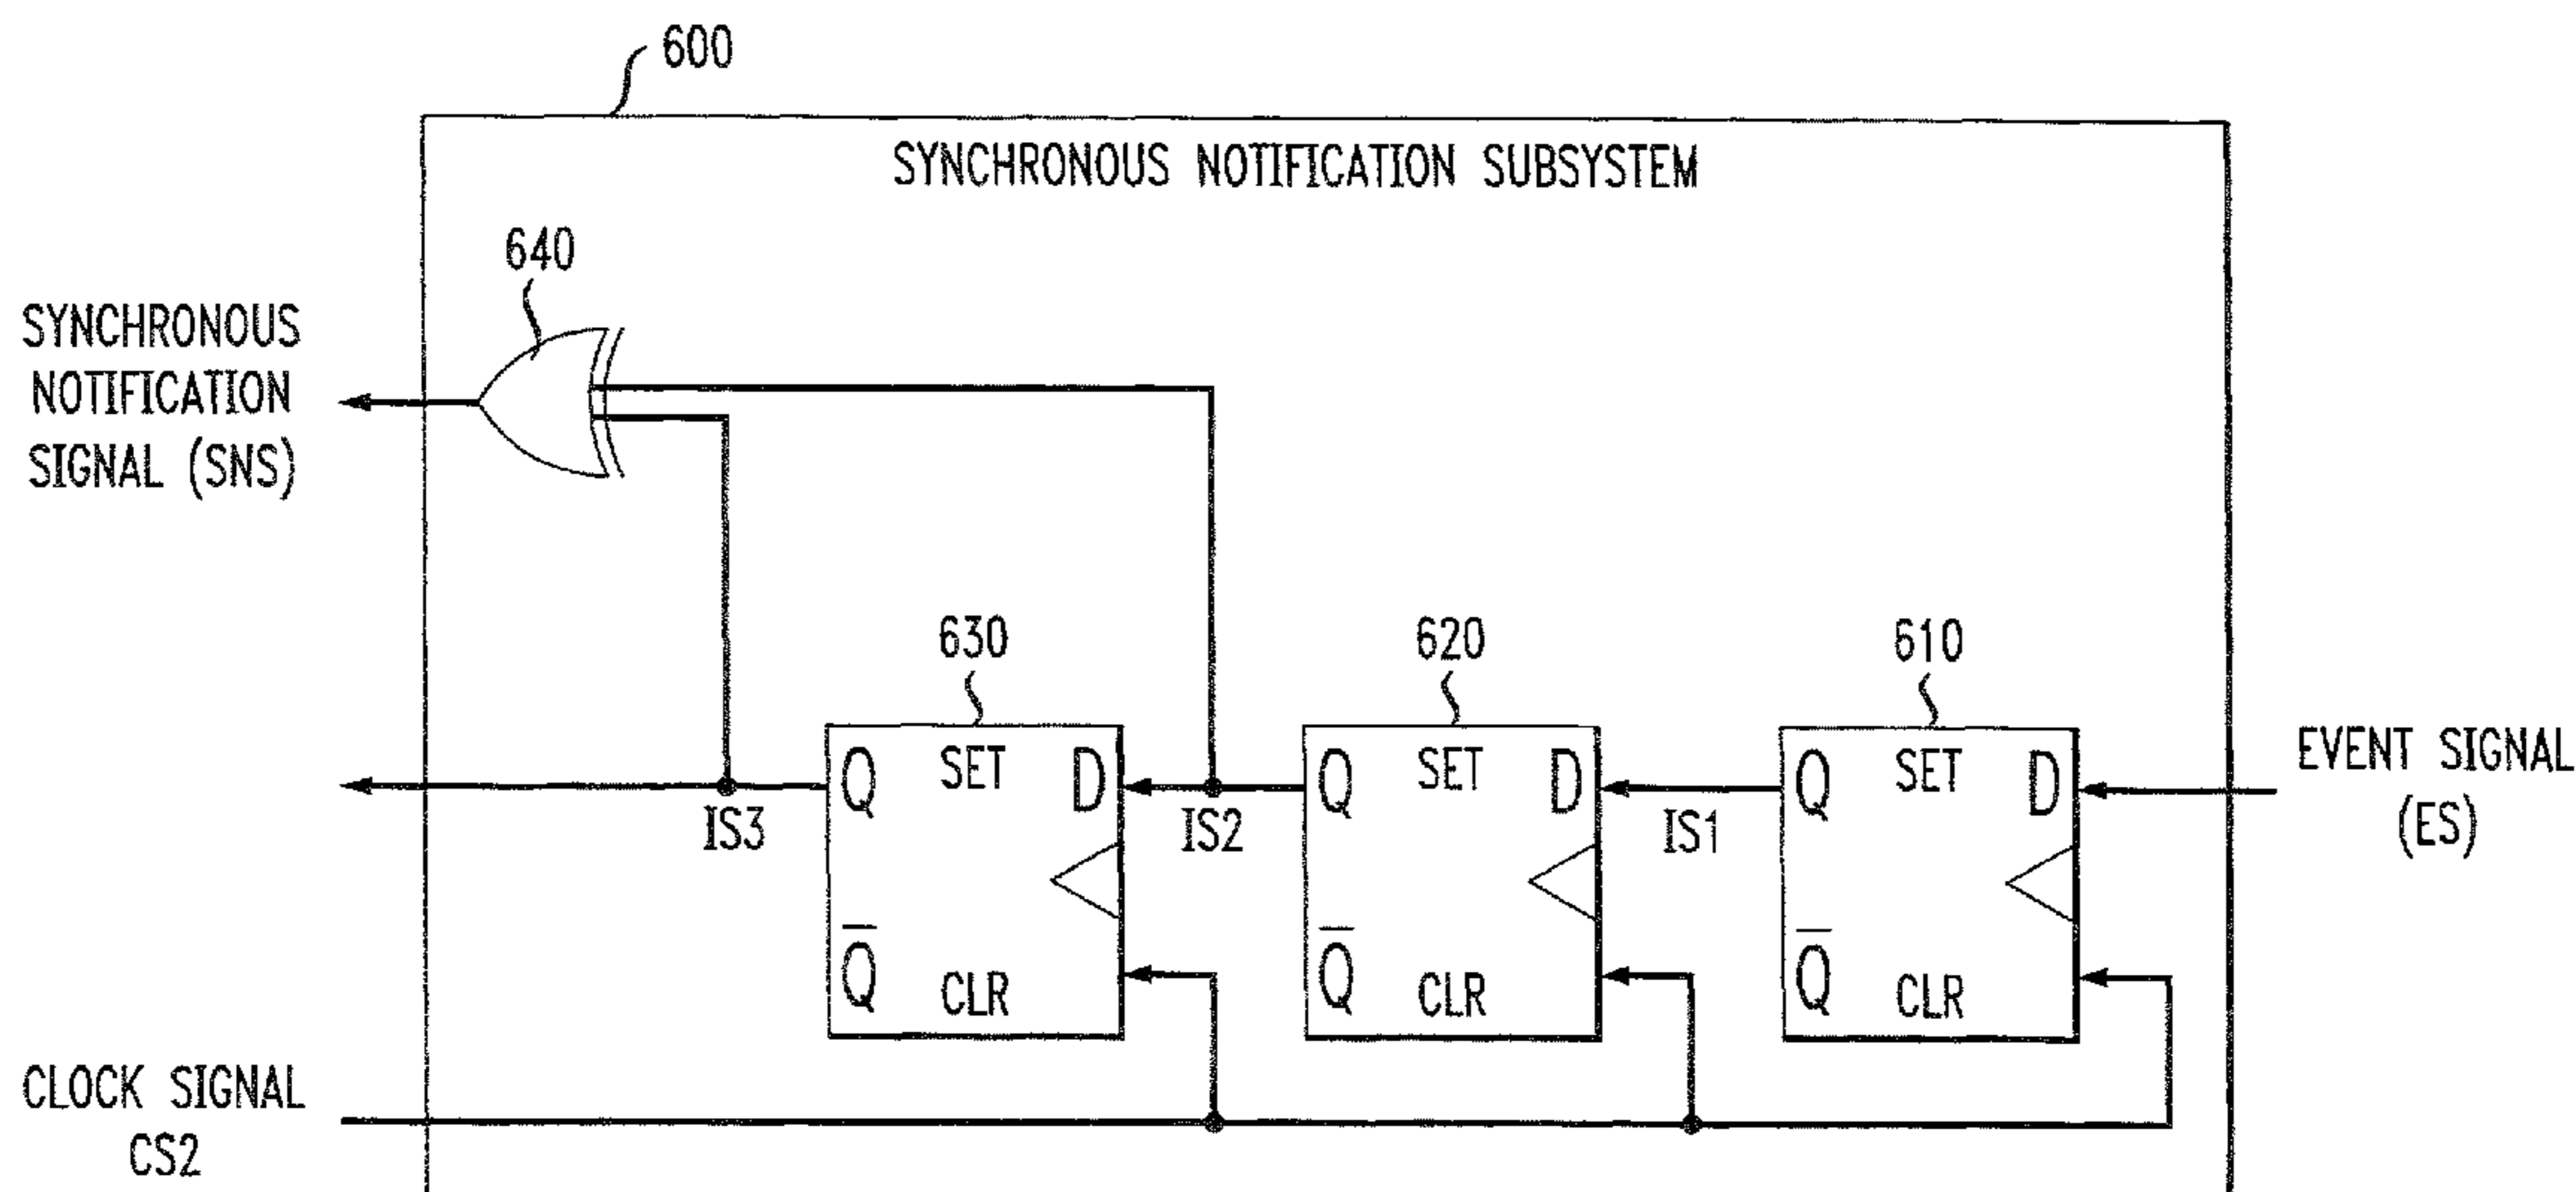 600
SYNCHRONOUS NOTIFICATION SUBSYSTEM
640
SYNCHRONOUS
NOTIFICATION
SIGNAL (SNS)
630
620
610
Q SET D
Q SET D
Q SET D
EVENT SIGNAL
(ES)
IS3
IS2
IS1
Q̅ CLR
Q̅ CLR
Q̅ CLR
CLOCK SIGNAL
CS2